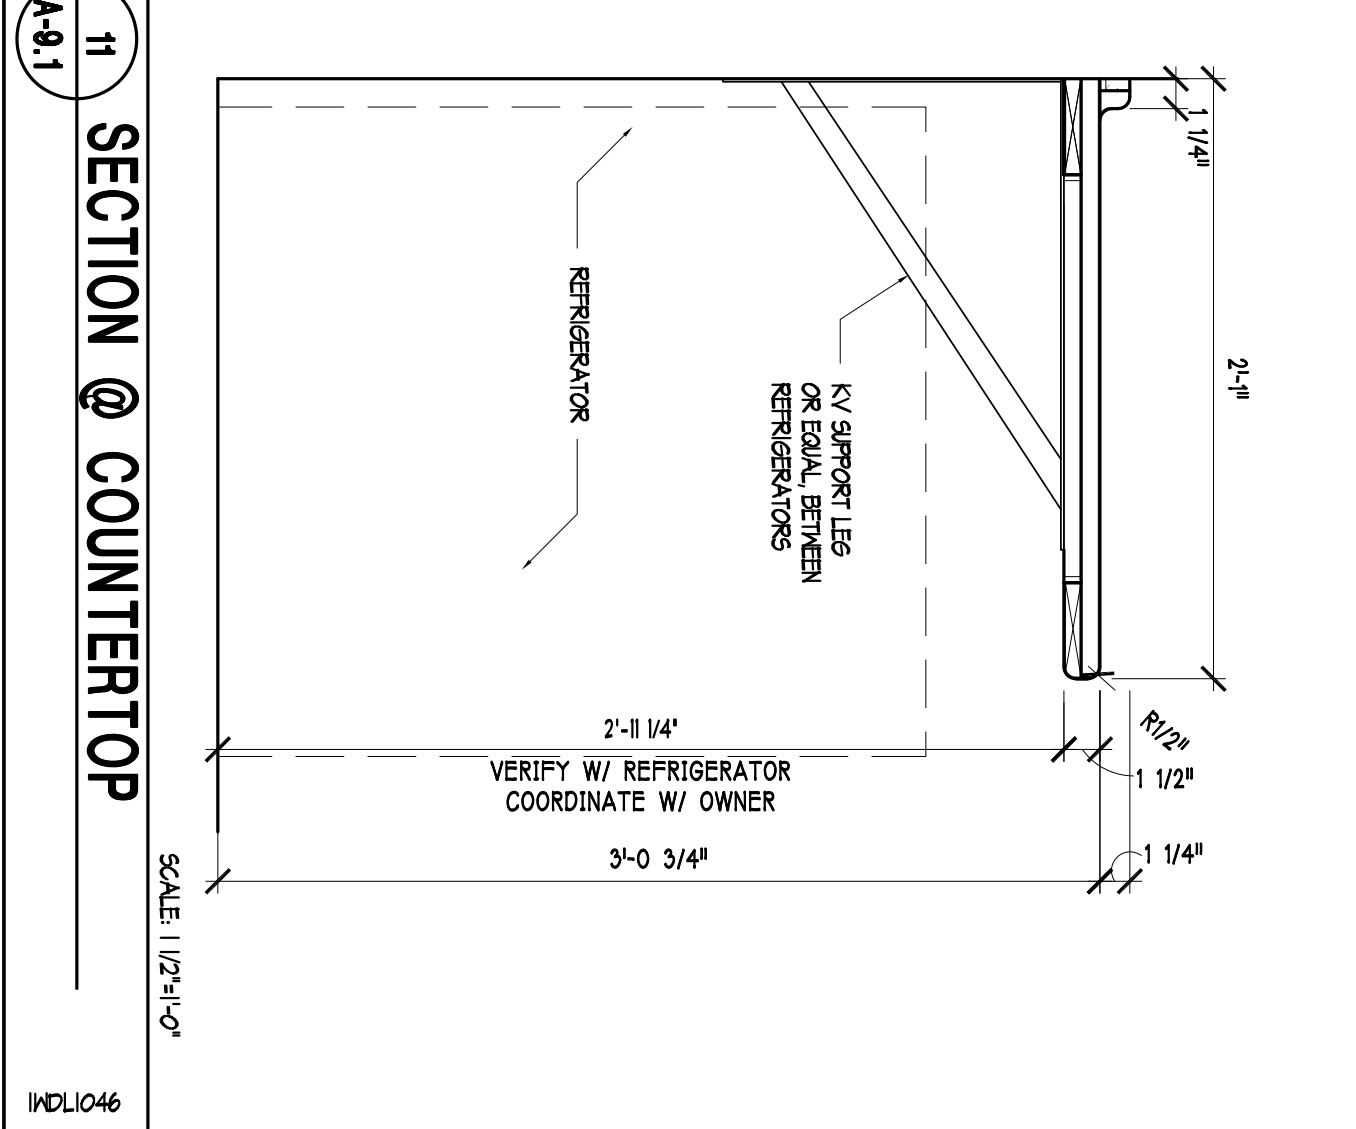 1 1/4"
2'-1"
REFRIGERATOR
KV SUPPORT LEG
OR EQUAL, BETWEEN
REFRIGERATORS
R1/2"
1 1/2"
2'-11 1/4"
VERIFY W/ REFRIGERATOR
COORDINATE W/ OWNER
3'-0 3/4"
1 1/4"
11
A-9.1
SECTION @ COUNTERTOP
SCALE: 1 1/2"=1'-0"
1WDL1046